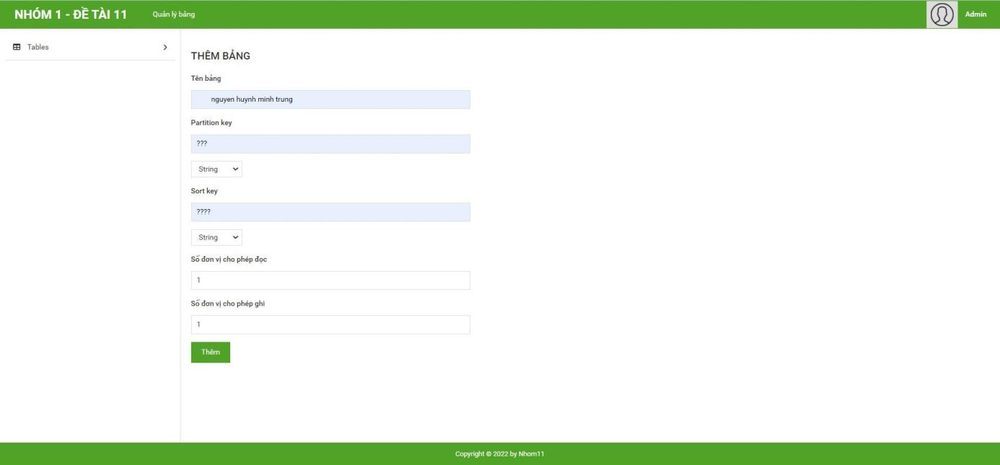 NHÓM 1 - ĐỀ TÀI 11 Quản lý bảng Admin
Tables
THÊM BẢNG
Tên bảng
nguyen huynh minh trung
Partition key
???
String
Sort key
????
String
Số đơn vị cho phép đọc
1
Số đơn vị cho phép ghi
1
Thêm
Copyright © 2022 by Nhom11